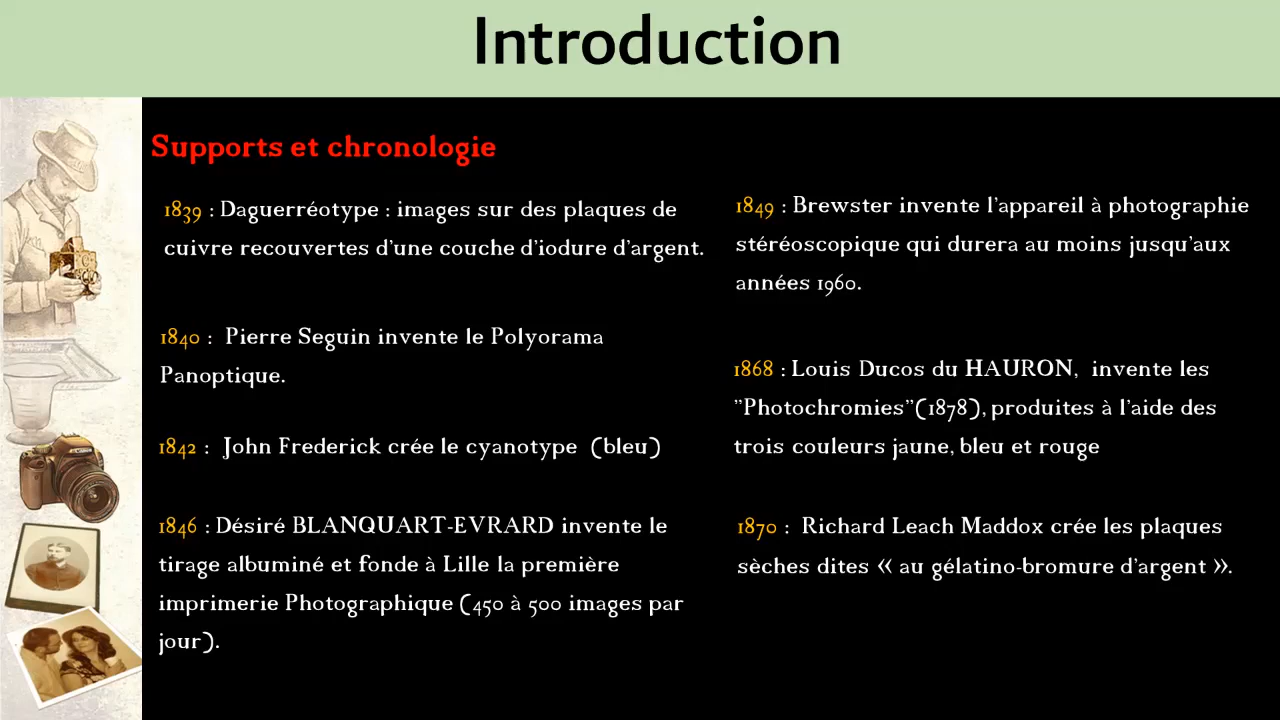 Introduction
Supports et chronologie
1839 : Daguerréotype : images sur des plaques de
cuivre recouvertes d'une couche d'iodure d'argent.
1840 :  Pierre Seguin invente le Polyorama
Panoptique.
1842 :  John Frederick crée le cyanotype  (bleu)
1846 : Désiré BLANQUART-EVRARD invente le
tirage albuminé et fonde à Lille la première
imprimerie Photographique (450 à 500 images par
jour).
1849 : Brewster invente l'appareil à photographie
stéréoscopique qui durera au moins jusqu'aux
années 1960.
1868 : Louis Ducos du HAURON,  invente les
"Photochromies"(1878), produites à l'aide des
trois couleurs jaune, bleu et rouge
1870 :  Richard Leach Maddox crée les plaques
sèches dites « au gélatino-bromure d'argent ».